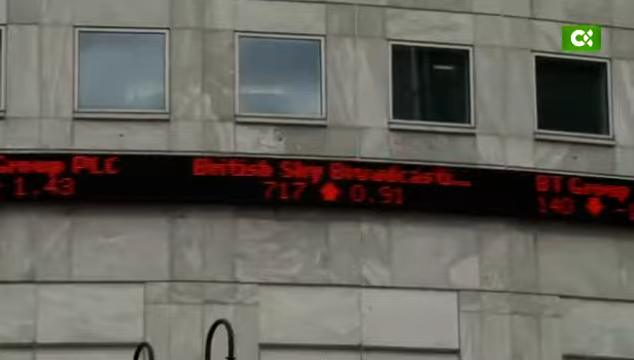 Group PLC
1.43
British Sky Broadcasti...
717 0.91
BT Group
140